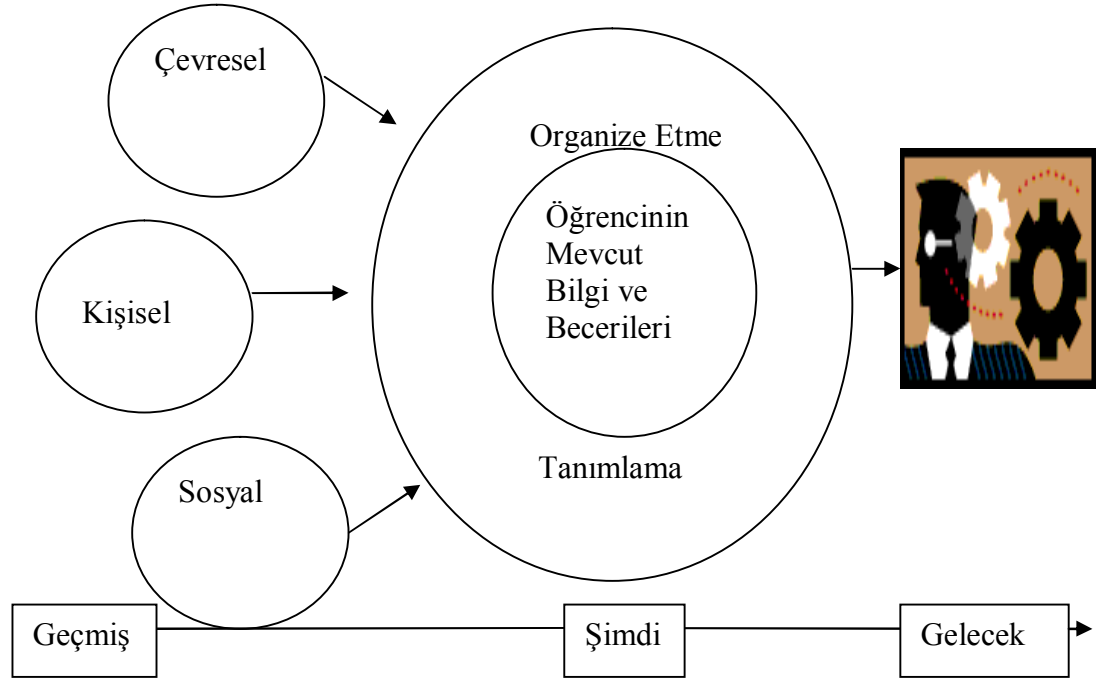 Çevresel
Organize Etme
Öğrencinin
Mevcut
Bilgi ve
Becerileri
Kişisel
Tanımlama
Sosyal
Geçmiş
Şimdi
Gelecek